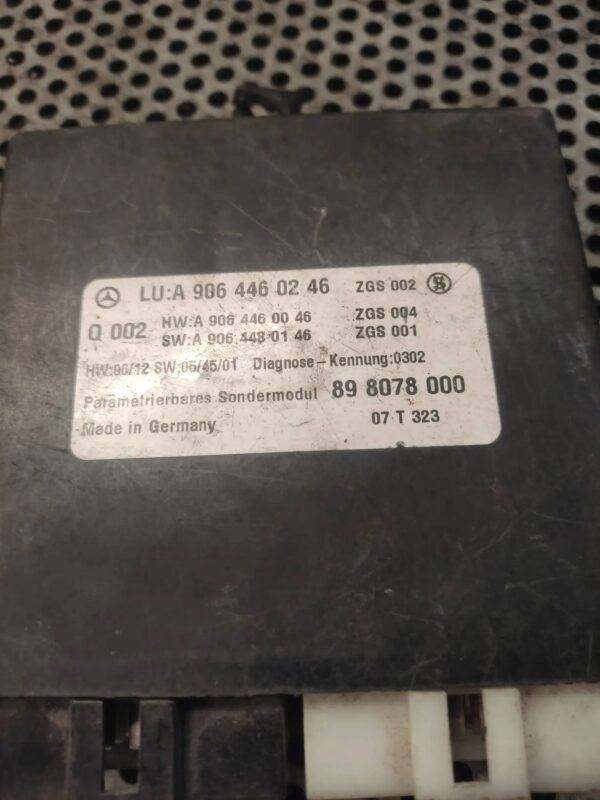 LU:A 906 446 02 46 ZGS 002
Q 002 HW:A 906 446 00 46 ZGS 004
SW:A 906 448 01 46 ZGS 001
HW:06/12 SW:05/45/01 Diagnose-Kennung:0302
Parametrierbares Sondermodul 89 8078 000
Made in Germany 07 T 323